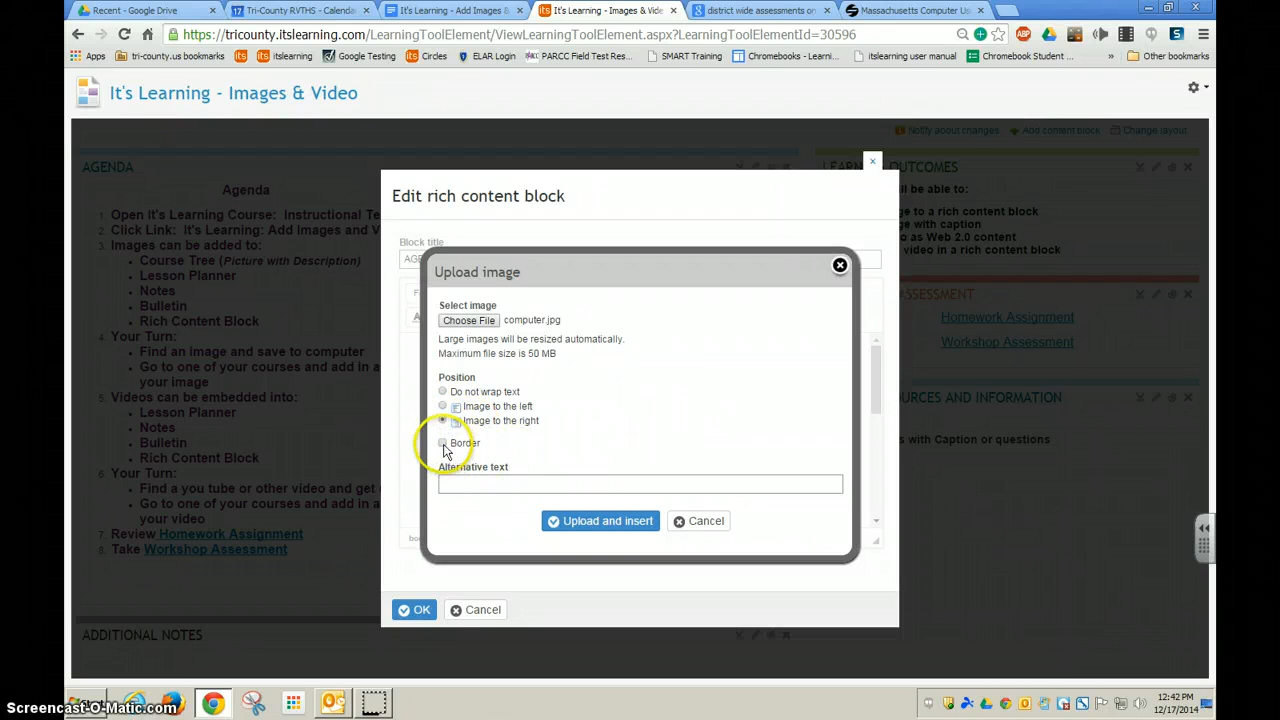 Recent - Google Drive
Tri-County RVTHS - Calenda
It's Learning - Add Images &
It's Learning - Images & Vide
district wide assessments on
Massachusetts Computer Us
https://tricounty.itslearning.com/LearningToolElement/ViewLearningToolElement.aspx?LearningToolElementId=30596
Apps tri-county.us bookmarks itslearning Google Testing Circles ELAR Login PARCC Field Test Res... SMART Training Chromebooks - Learni... itslearning user manual Chromebook Student ... » Other bookmarks
It's Learning - Images & Video
Notify about changes Add content block Change layout
AGENDA
Agenda
1. Open It's Learning Course: Instructional Te
2. Click Link: It's Learning: Add Images and V
3. Images can be added to:
Course Tree (Picture with Description)
Lesson Planner
Notes
Bulletin
Rich Content Block
4. Your Turn:
Find an image and save to computer
Go to one of your courses and add in
your image
5. Videos can be embedded into:
Lesson Planner
Notes
Bulletin
Rich Content Block
6. Your Turn:
Find a you tube or other video and get
Go to one of your courses and add in
your video
7. Review Homework Assignment
8. Take Workshop Assessment
ADDITIONAL NOTES
Edit rich content block
Block title
AGE
Upload image
Select image
Choose File computer.jpg
Large images will be resized automatically.
Maximum file size is 50 MB
Position
Do not wrap text
Image to the left
Image to the right
Border
Alternative text
Upload and insert Cancel
OK Cancel
LEARN OUTCOMES
ill be able to:
ge to a rich content block
ge with caption
o as Web 2.0 content
video in a rich content block
ASSESSMENT
Homework Assignment
Workshop Assessment
OURCES AND INFORMATION
s with Caption or questions
12:42 PM
12/17/2014
Screencast-O-Matic.com